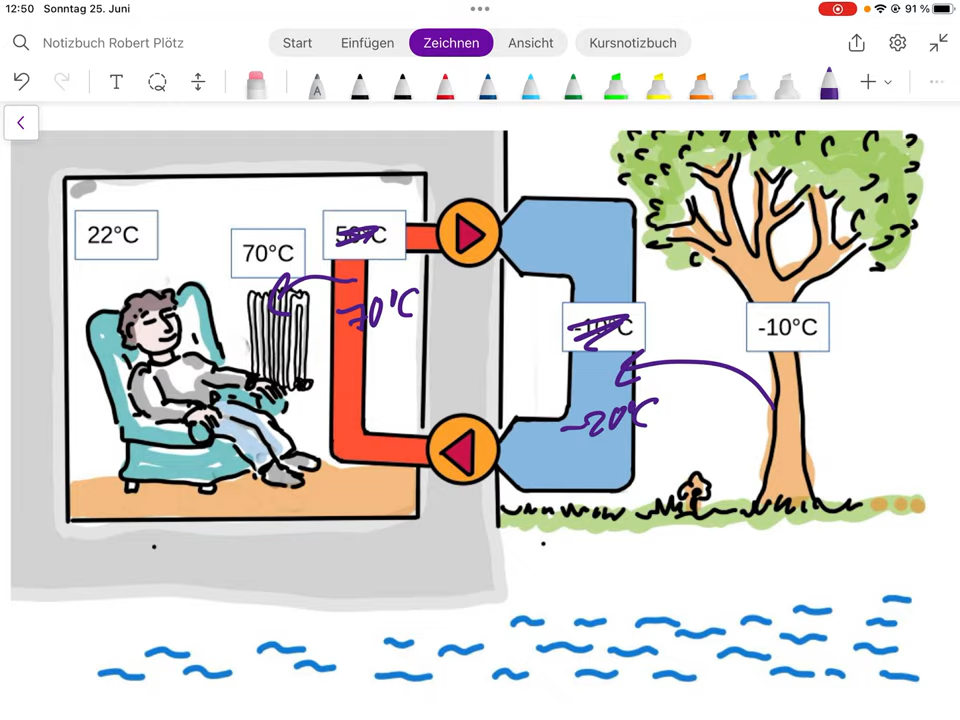 12:50 Sonntag 25. Juni
91 %
Notizbuch Robert Plötz
Start Einfügen Zeichnen Ansicht Kursnotizbuch
T
A
22°C
70°C
70°C
-10°C
-10°C
-20°C